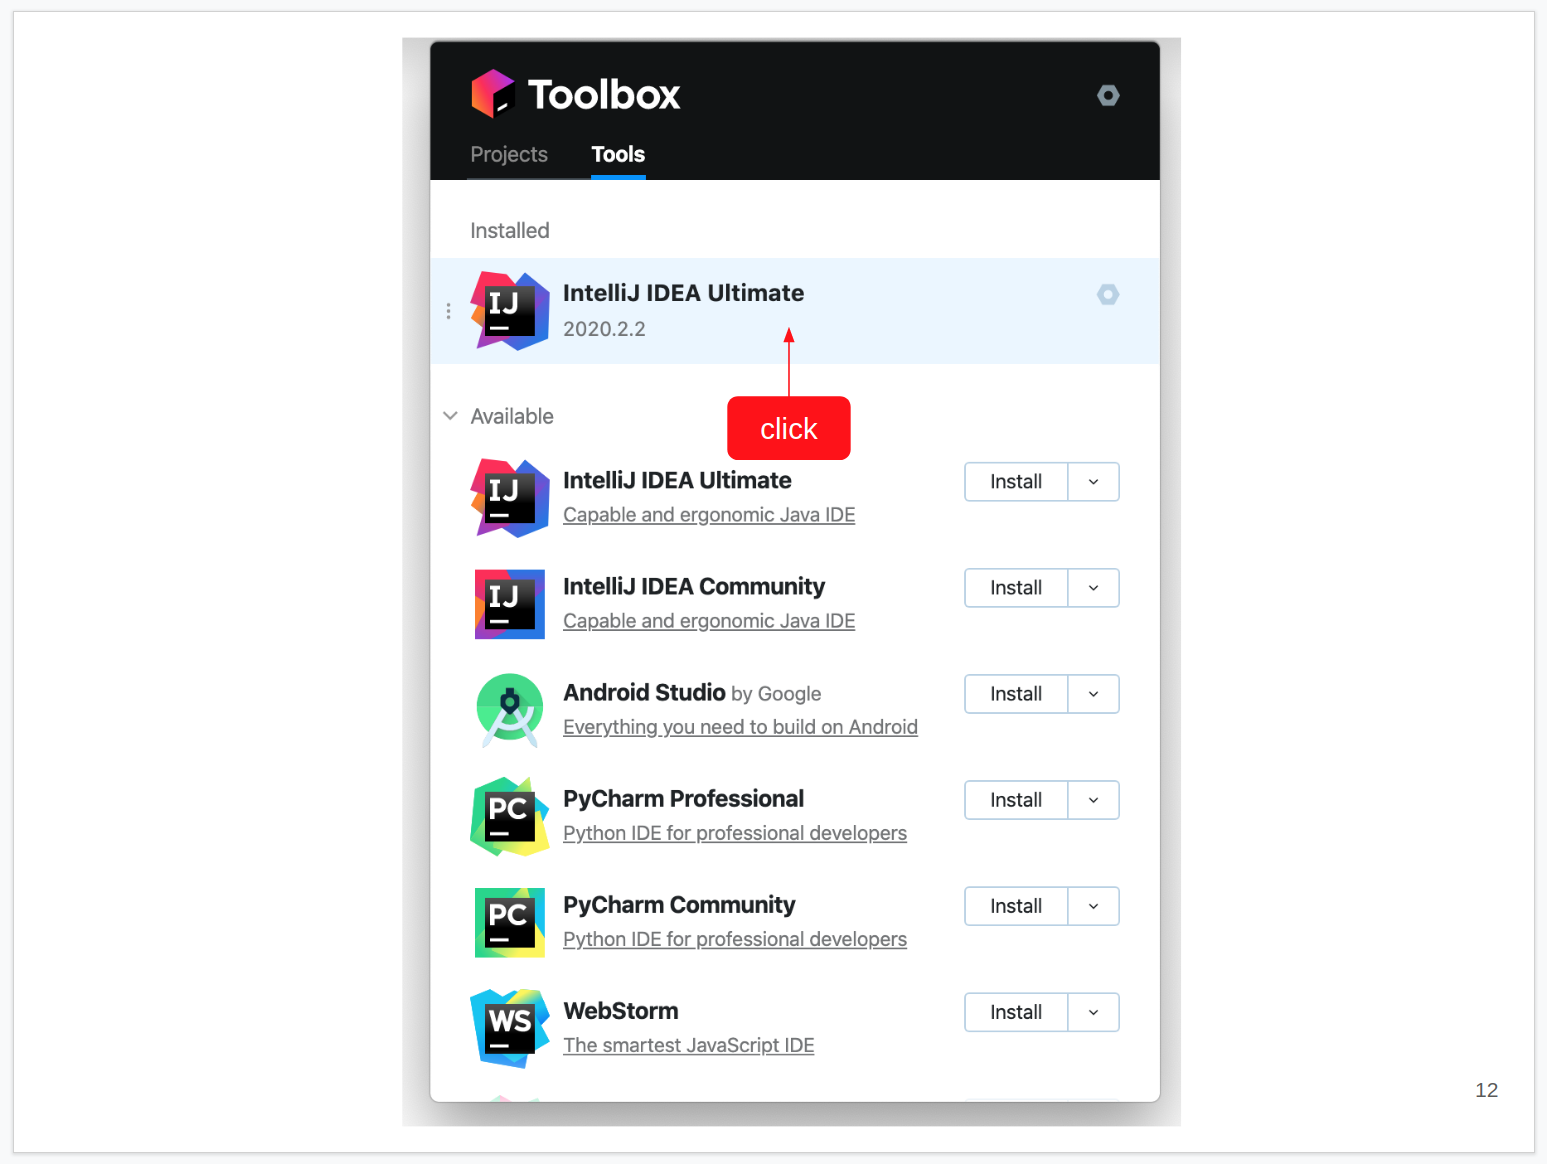 Toolbox
Projects Tools
Installed
IJ
IntelliJ IDEA Ultimate
2020.2.2
click
Available
IJ
IntelliJ IDEA Ultimate
Install
Capable and ergonomic Java IDE
IJ
IntelliJ IDEA Community
Install
Capable and ergonomic Java IDE
Android Studio by Google
Install
Everything you need to build on Android
PC
PyCharm Professional
Install
Python IDE for professional developers
PC
PyCharm Community
Install
Python IDE for professional developers
WS
WebStorm
Install
The smartest JavaScript IDE
12